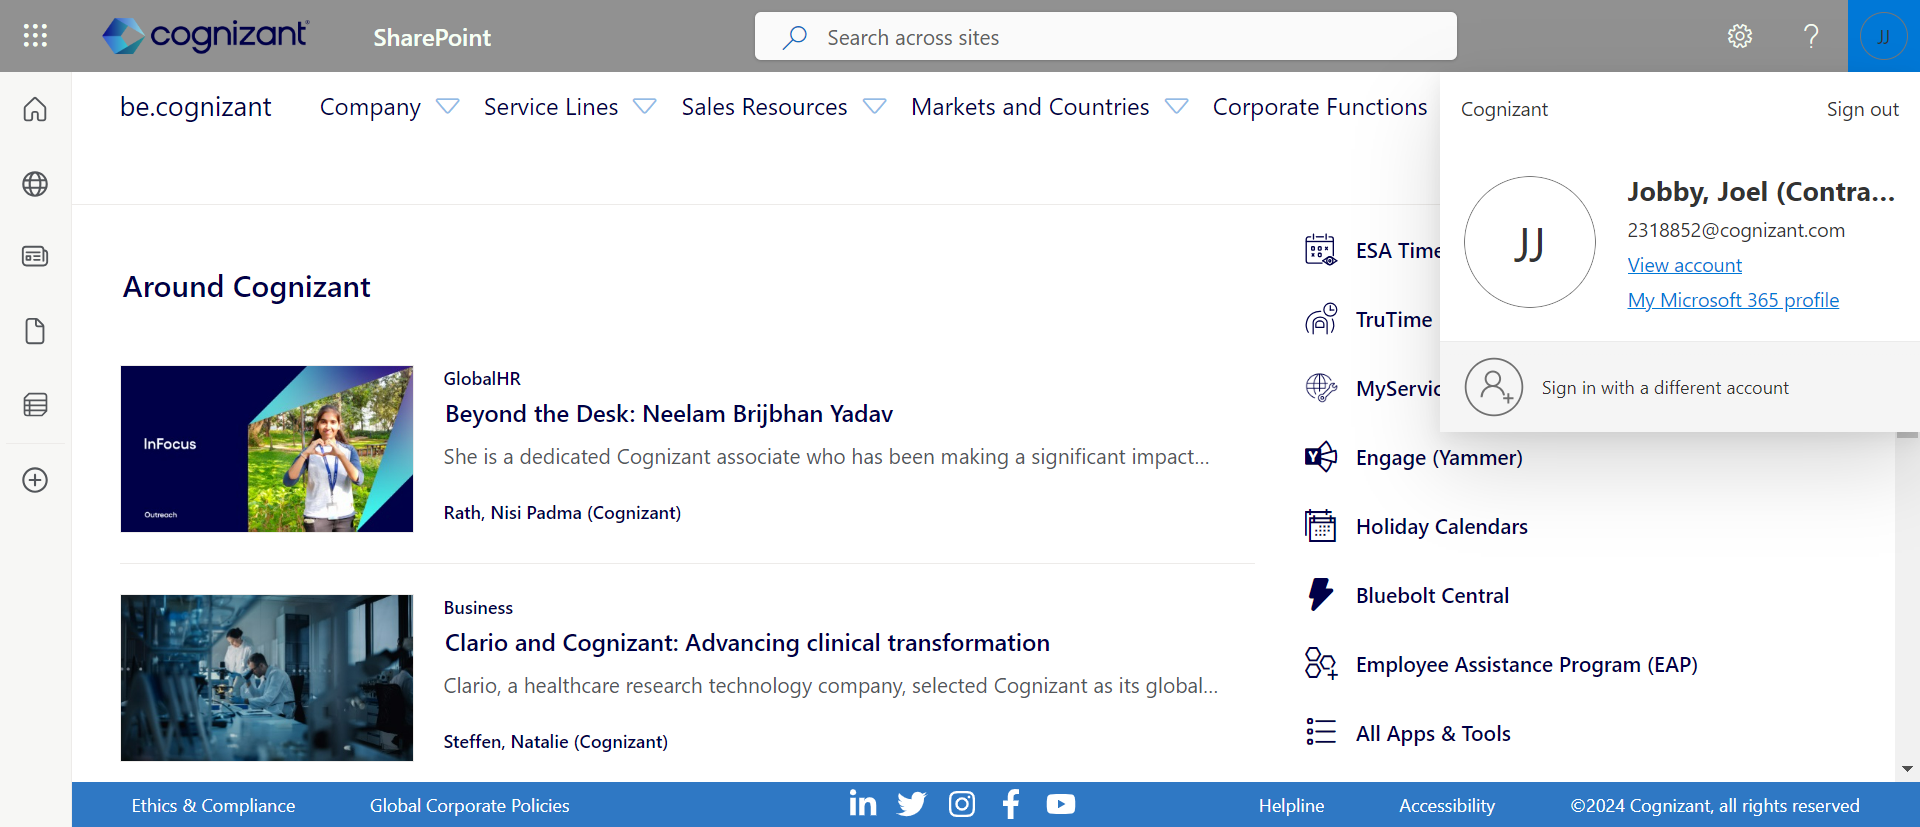 cognizant
SharePoint
Search across sites
JJ
be.cognizant
Company
Service Lines
Sales Resources
Markets and Countries
Corporate Functions
Cognizant
Sign out
JJ
Jobby, Joel (Contra...
2318852@cognizant.com
View account
My Microsoft 365 profile
Sign in with a different account
Around Cognizant
InFocus
Outreach
GlobalHR
Beyond the Desk: Neelam Brijbhan Yadav
She is a dedicated Cognizant associate who has been making a significant impact...
Rath, Nisi Padma (Cognizant)
Business
Clario and Cognizant: Advancing clinical transformation
Clario, a healthcare research technology company, selected Cognizant as its global...
Steffen, Natalie (Cognizant)
ESA Time
TruTime
MyServic
Engage (Yammer)
Holiday Calendars
Bluebolt Central
Employee Assistance Program (EAP)
All Apps & Tools
Ethics & Compliance
Global Corporate Policies
Helpline
Accessibility
©2024 Cognizant, all rights reserved